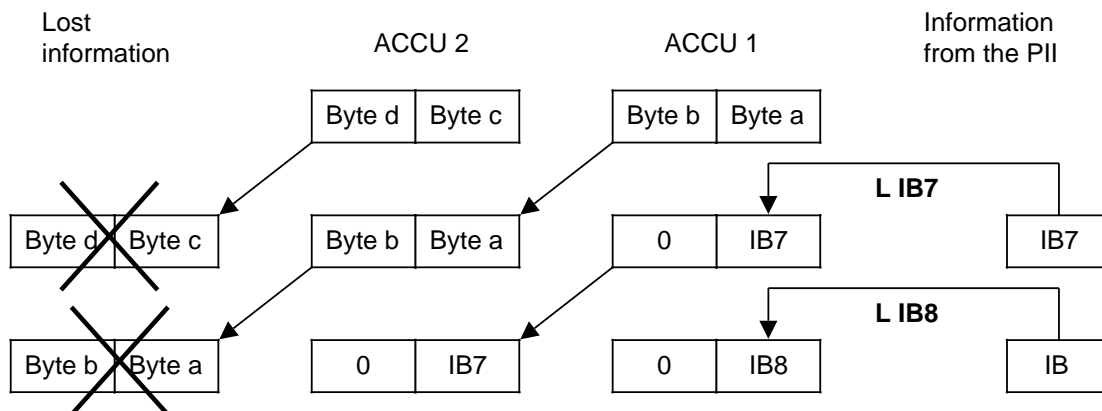 Lost
information
ACCU 2
ACCU 1
Information
from the PII
Byte d Byte c
Byte b Byte a
L IB7
Byte d Byte c
Byte b Byte a
0 IB7
IB7
L IB8
Byte b Byte a
0 IB7
0 IB8
IB